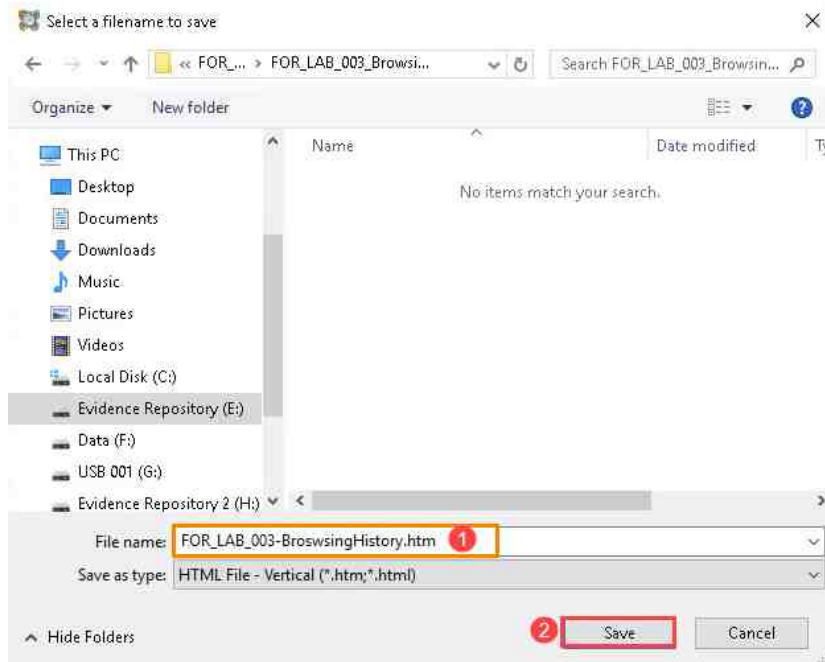 Select a filename to save
« FOR_... > FOR_LAB_003_Browsi...
Search FOR_LAB_003_Browsin...
Organize
New folder
Name
Date modified
No items match your search.
This PC
Desktop
Documents
Downloads
Music
Pictures
Videos
Local Disk (C:)
Evidence Repository (E:)
Data (F:)
USB 001 (G:)
Evidence Repository 2 (H:)
File name: FOR_LAB_003-BroswsingHistory.htm 1
Save as type: HTML File - Vertical (*.htm;*.html)
Hide Folders
2 Save
Cancel